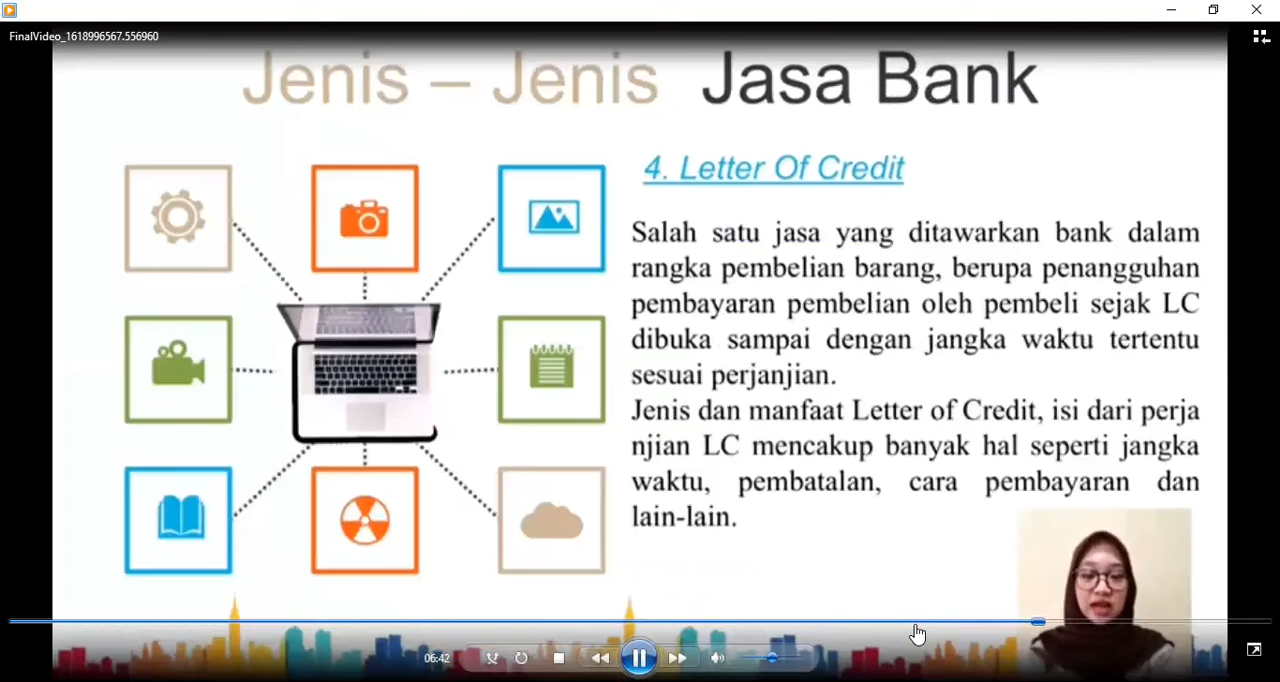 FinalVideo_1618996567.556960
Jenis – Jenis Jasa Bank
4. Letter Of Credit
Salah satu jasa yang ditawarkan bank dalam
rangka pembelian barang, berupa penangguhan
pembayaran pembelian oleh pembeli sejak LC
dibuka sampai dengan jangka waktu tertentu
sesuai perjanjian.
Jenis dan manfaat Letter of Credit, isi dari perja
njian LC mencakup banyak hal seperti jangka
waktu, pembatalan, cara pembayaran dan
lain-lain.
06:42